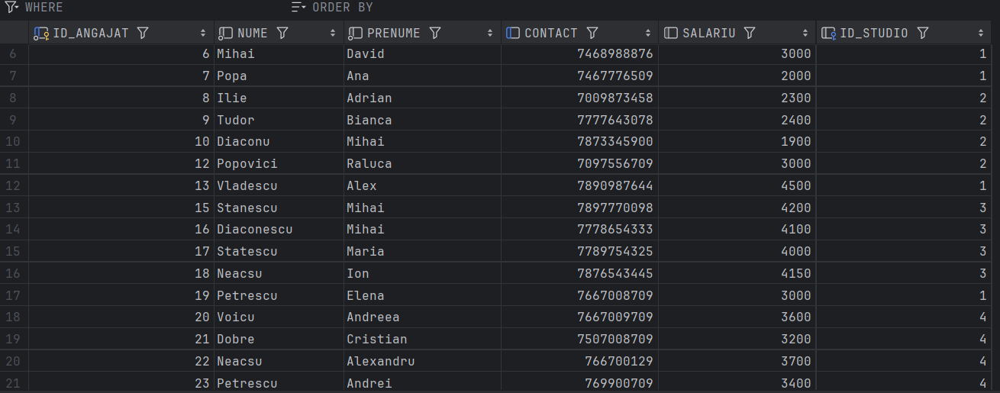 WHERE ORDER BY
ID_ANGAJAT NUME PRENUME CONTACT SALARIU ID_STUDIO
6 6 Mihai David 7468988876 3000 1
7 7 Popa Ana 7467776509 2000 1
8 8 Ilie Adrian 7009873458 2300 2
9 9 Tudor Bianca 7777643078 2400 2
10 10 Diaconu Mihai 7873345900 1900 2
11 12 Popovici Raluca 7097556709 3000 2
12 13 Vladescu Alex 7890987644 4500 1
13 15 Stanescu Mihai 7897770098 4200 3
14 16 Diaconescu Mihai 7778654333 4100 3
15 17 Statescu Maria 7789754325 4000 3
16 18 Neacsu Ion 7876543445 4150 3
17 19 Petrescu Elena 7667008709 3000 1
18 20 Voicu Andreea 7667009709 3600 4
19 21 Dobre Cristian 7507008709 3200 4
20 22 Neacsu Alexandru 766700129 3700 4
21 23 Petrescu Andrei 769900709 3400 4